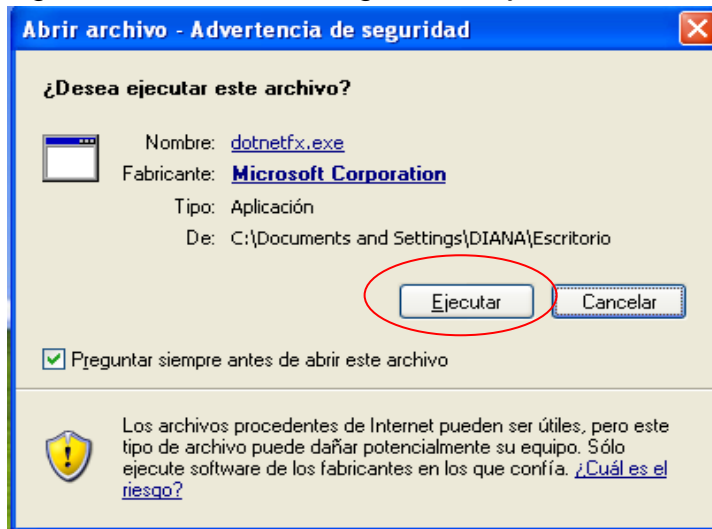 Abrir archivo - Advertencia de seguridad
¿Desea ejecutar este archivo?
Nombre: dotnetfx.exe
Fabricante: Microsoft Corporation
Tipo: Aplicación
De: C:\Documents and Settings\DIANA\Escritorio
Ejecutar Cancelar
Preguntar siempre antes de abrir este archivo
Los archivos procedentes de Internet pueden ser útiles, pero este
tipo de archivo puede dañar potencialmente su equipo. Sólo
ejecute software de los fabricantes en los que confía. ¿Cuál es el
riesgo?